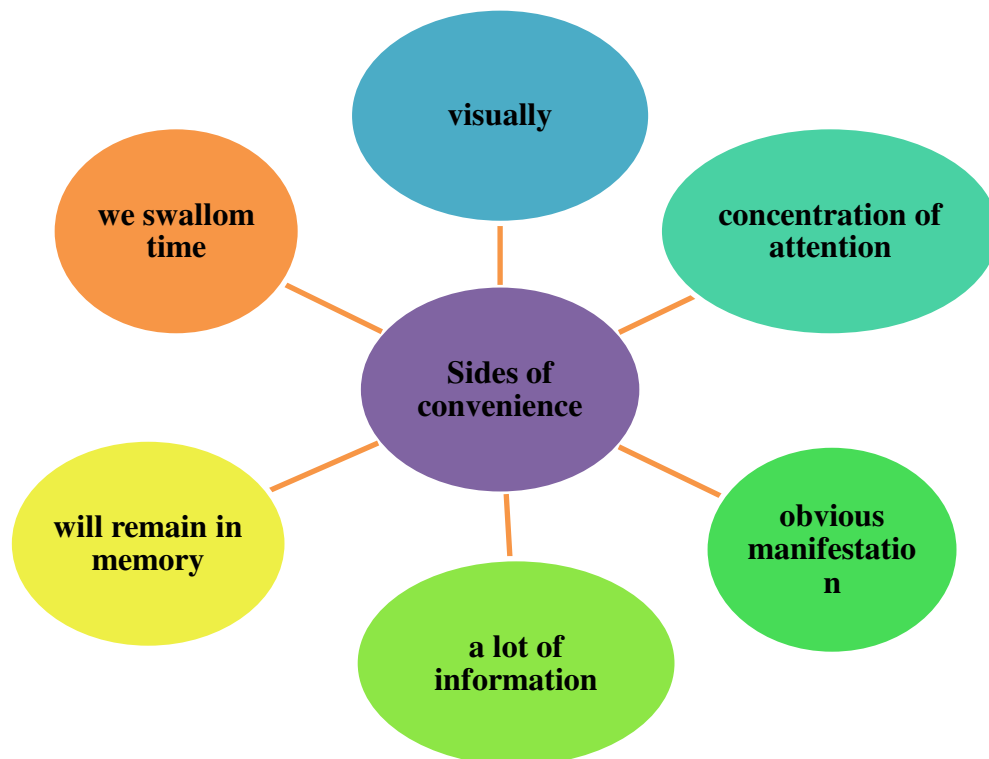 visually
we swallom
time
concentration of
attention
Sides of
convenience
will remain in
memory
obvious
manifestatio
n
a lot of
information